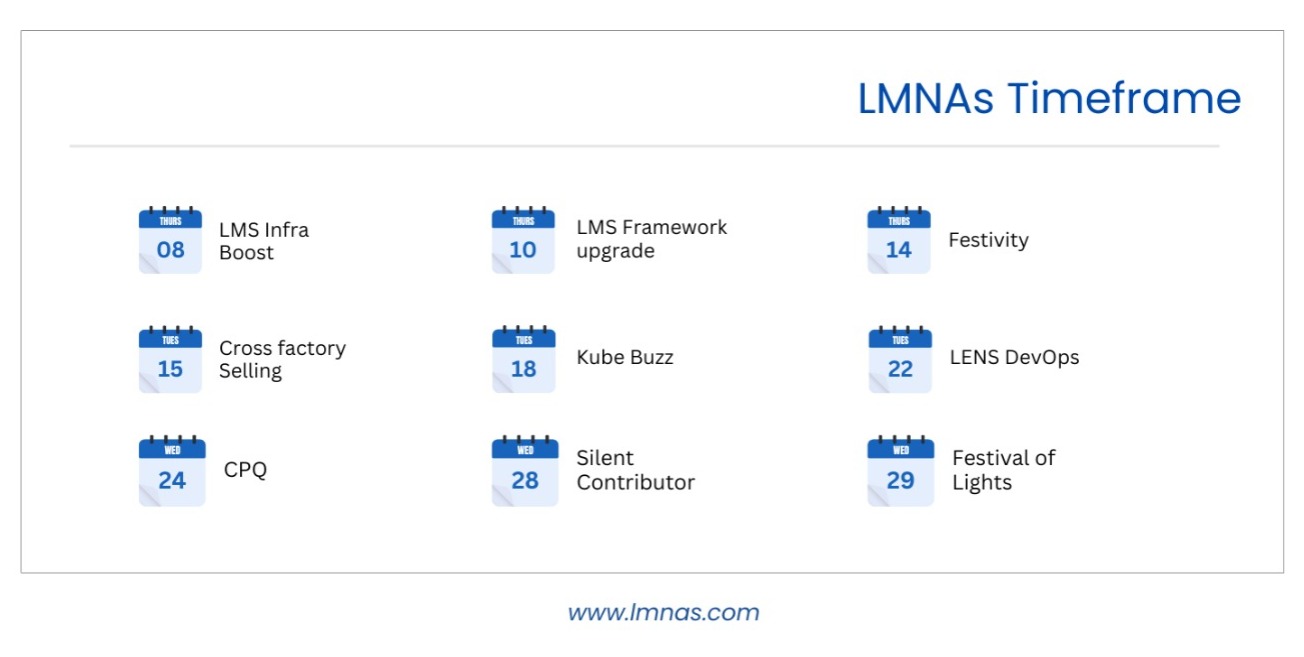 LMNAs Timeframe
THURS
08
LMS Infra
Boost
THURS
10
LMS Framework
upgrade
THURS
14
Festivity
TUES
15
Cross factory
Selling
TUES
18
Kube Buzz
TUES
22
LENS DevOps
WED
24
CPQ
WED
28
Silent
Contributor
WED
29
Festival of
Lights
www.lmnas.com